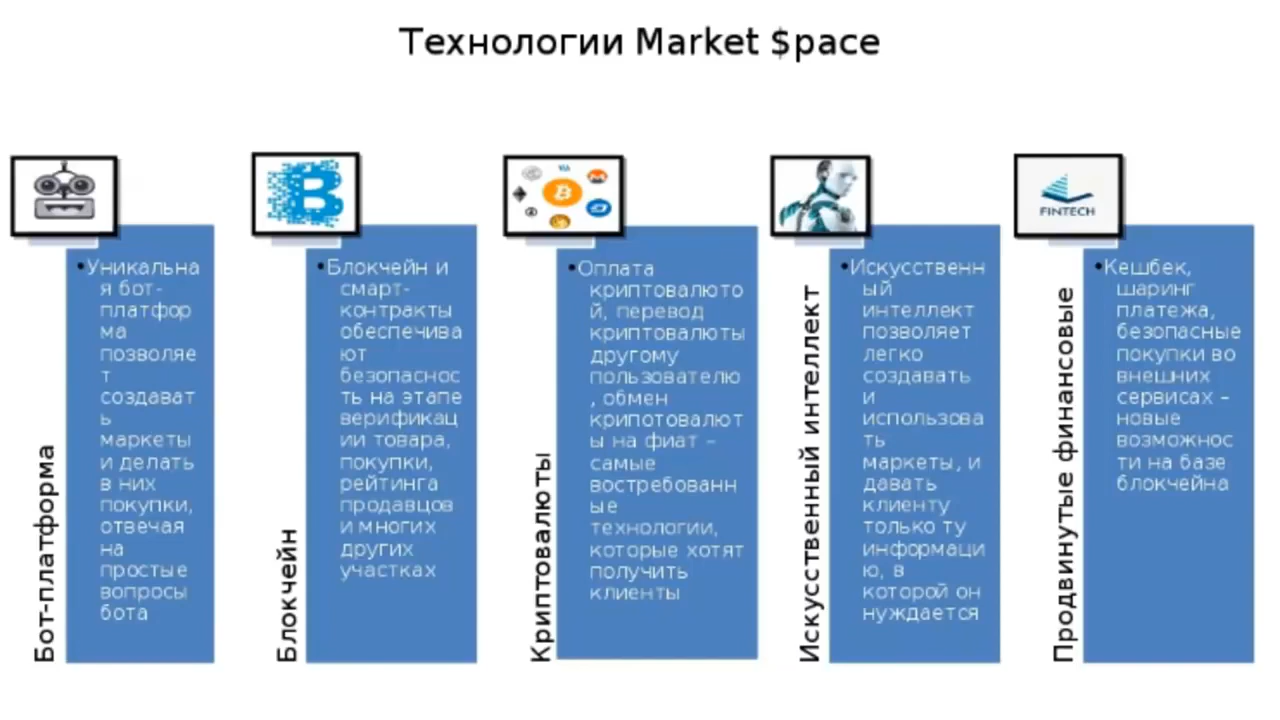 Технологии Market $pace
Бот-платформа
•Уникальна
я бот-
платфор
ма
позволяе
т
создават
ь
маркеты
и делать
в них
покупки,
отвечая
на
простые
вопросы
бота
Блокчейн
•Блокчейн и
смарт-
контракты
обеспечива
ют
безопаснос
ть на этапе
верификац
ии товара,
покупки,
рейтинга
продавцов
и многих
других
участках
Криптовалюты
•Оплата
криптовалюто
й, перевод
криптовалюты
другому
пользователю
, обмен
крипотовалют
ы на фиат –
самые
востребованн
ые
технологии,
которые хотят
получить
клиенты
Искусственный интеллект
•Искусственн
ый
интеллект
позволяет
легко
создавать
и
использова
ть
маркеты, и
давать
клиенту
только ту
информаци
ю, в
которой он
нуждается
FINTECH
Продвинутые финансовые
•Кешбек,
шаринг
платежа,
безопасные
покупки во
внешних
сервисах –
новые
возможнос
ти на базе
блокчейна